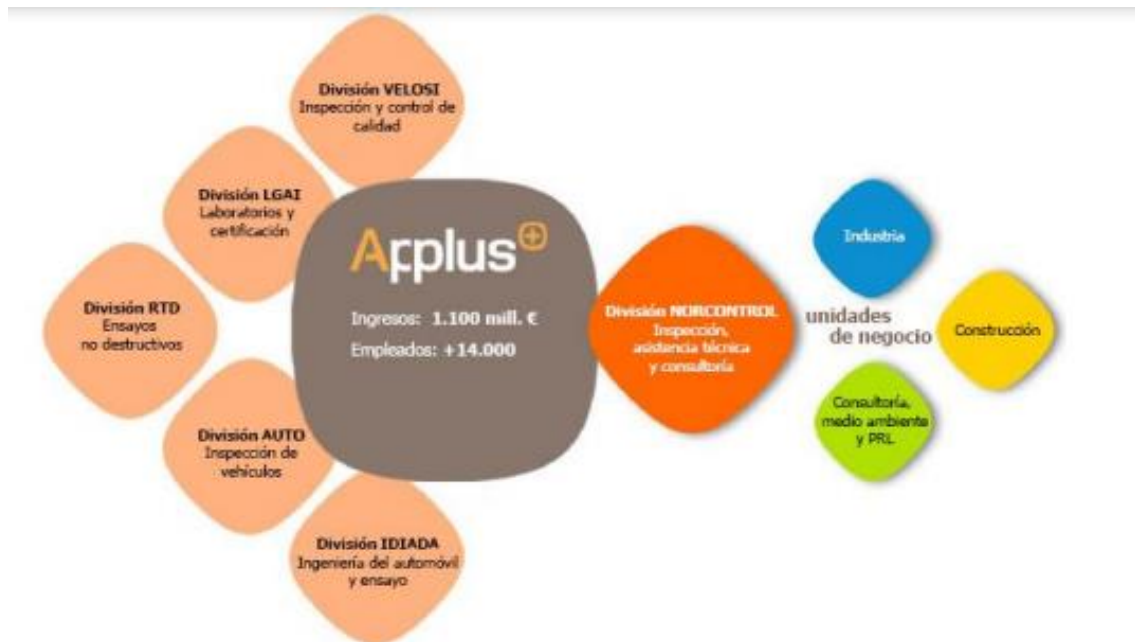 División VELOSI
Inspección y control de
calidad
División LGAI
Laboratorios y
certificación
División RTD
Ensayos
no destructivos
División AUTO
Inspección de
vehículos
División IDIADA
Ingeniería del automóvil
y ensayo
Applus+
Ingresos: 1.100 mill. €
Empleados: +14.000
División NORCONTROL
Inspección,
asistencia técnica
y consultoría
unidades
de negocio
Industria
Construcción
Consultoría,
medio ambiente
y PRL